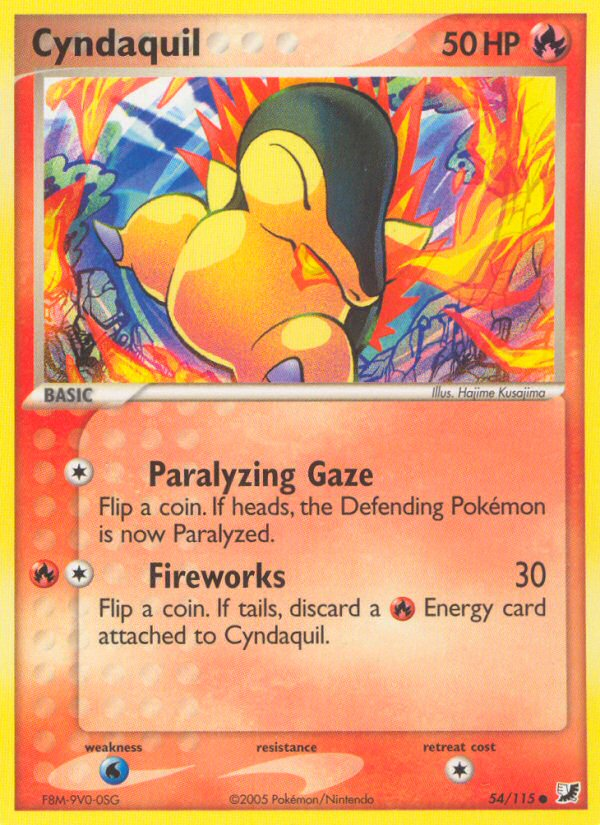 Cyndaquil
50 HP
BASIC
Illus. Hajime Kusajima
Paralyzing Gaze
Flip a coin. If heads, the Defending Pokémon
is now Paralyzed.
Fireworks 30
Flip a coin. If tails, discard a Energy card
attached to Cyndaquil.
weakness resistance retreat cost
F8M-9V0-0SG ©2005 Pokémon/Nintendo 54/115